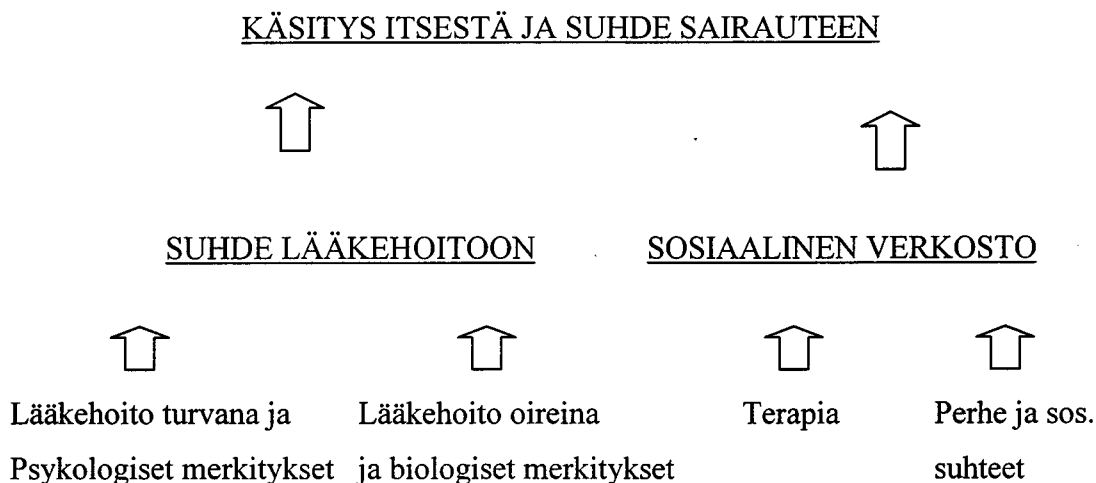 KÄSITYS ITSESTÄ JA SUHDE SAIRAUTEEN
SUHDE LÄÄKEHOITOON
SOSIAALINEN VERKOSTO
Lääkehoito turvana ja
Psykologiset merkitykset
Lääkehoito oireina
ja biologiset merkitykset
Terapia
Perhe ja sos.
suhteet